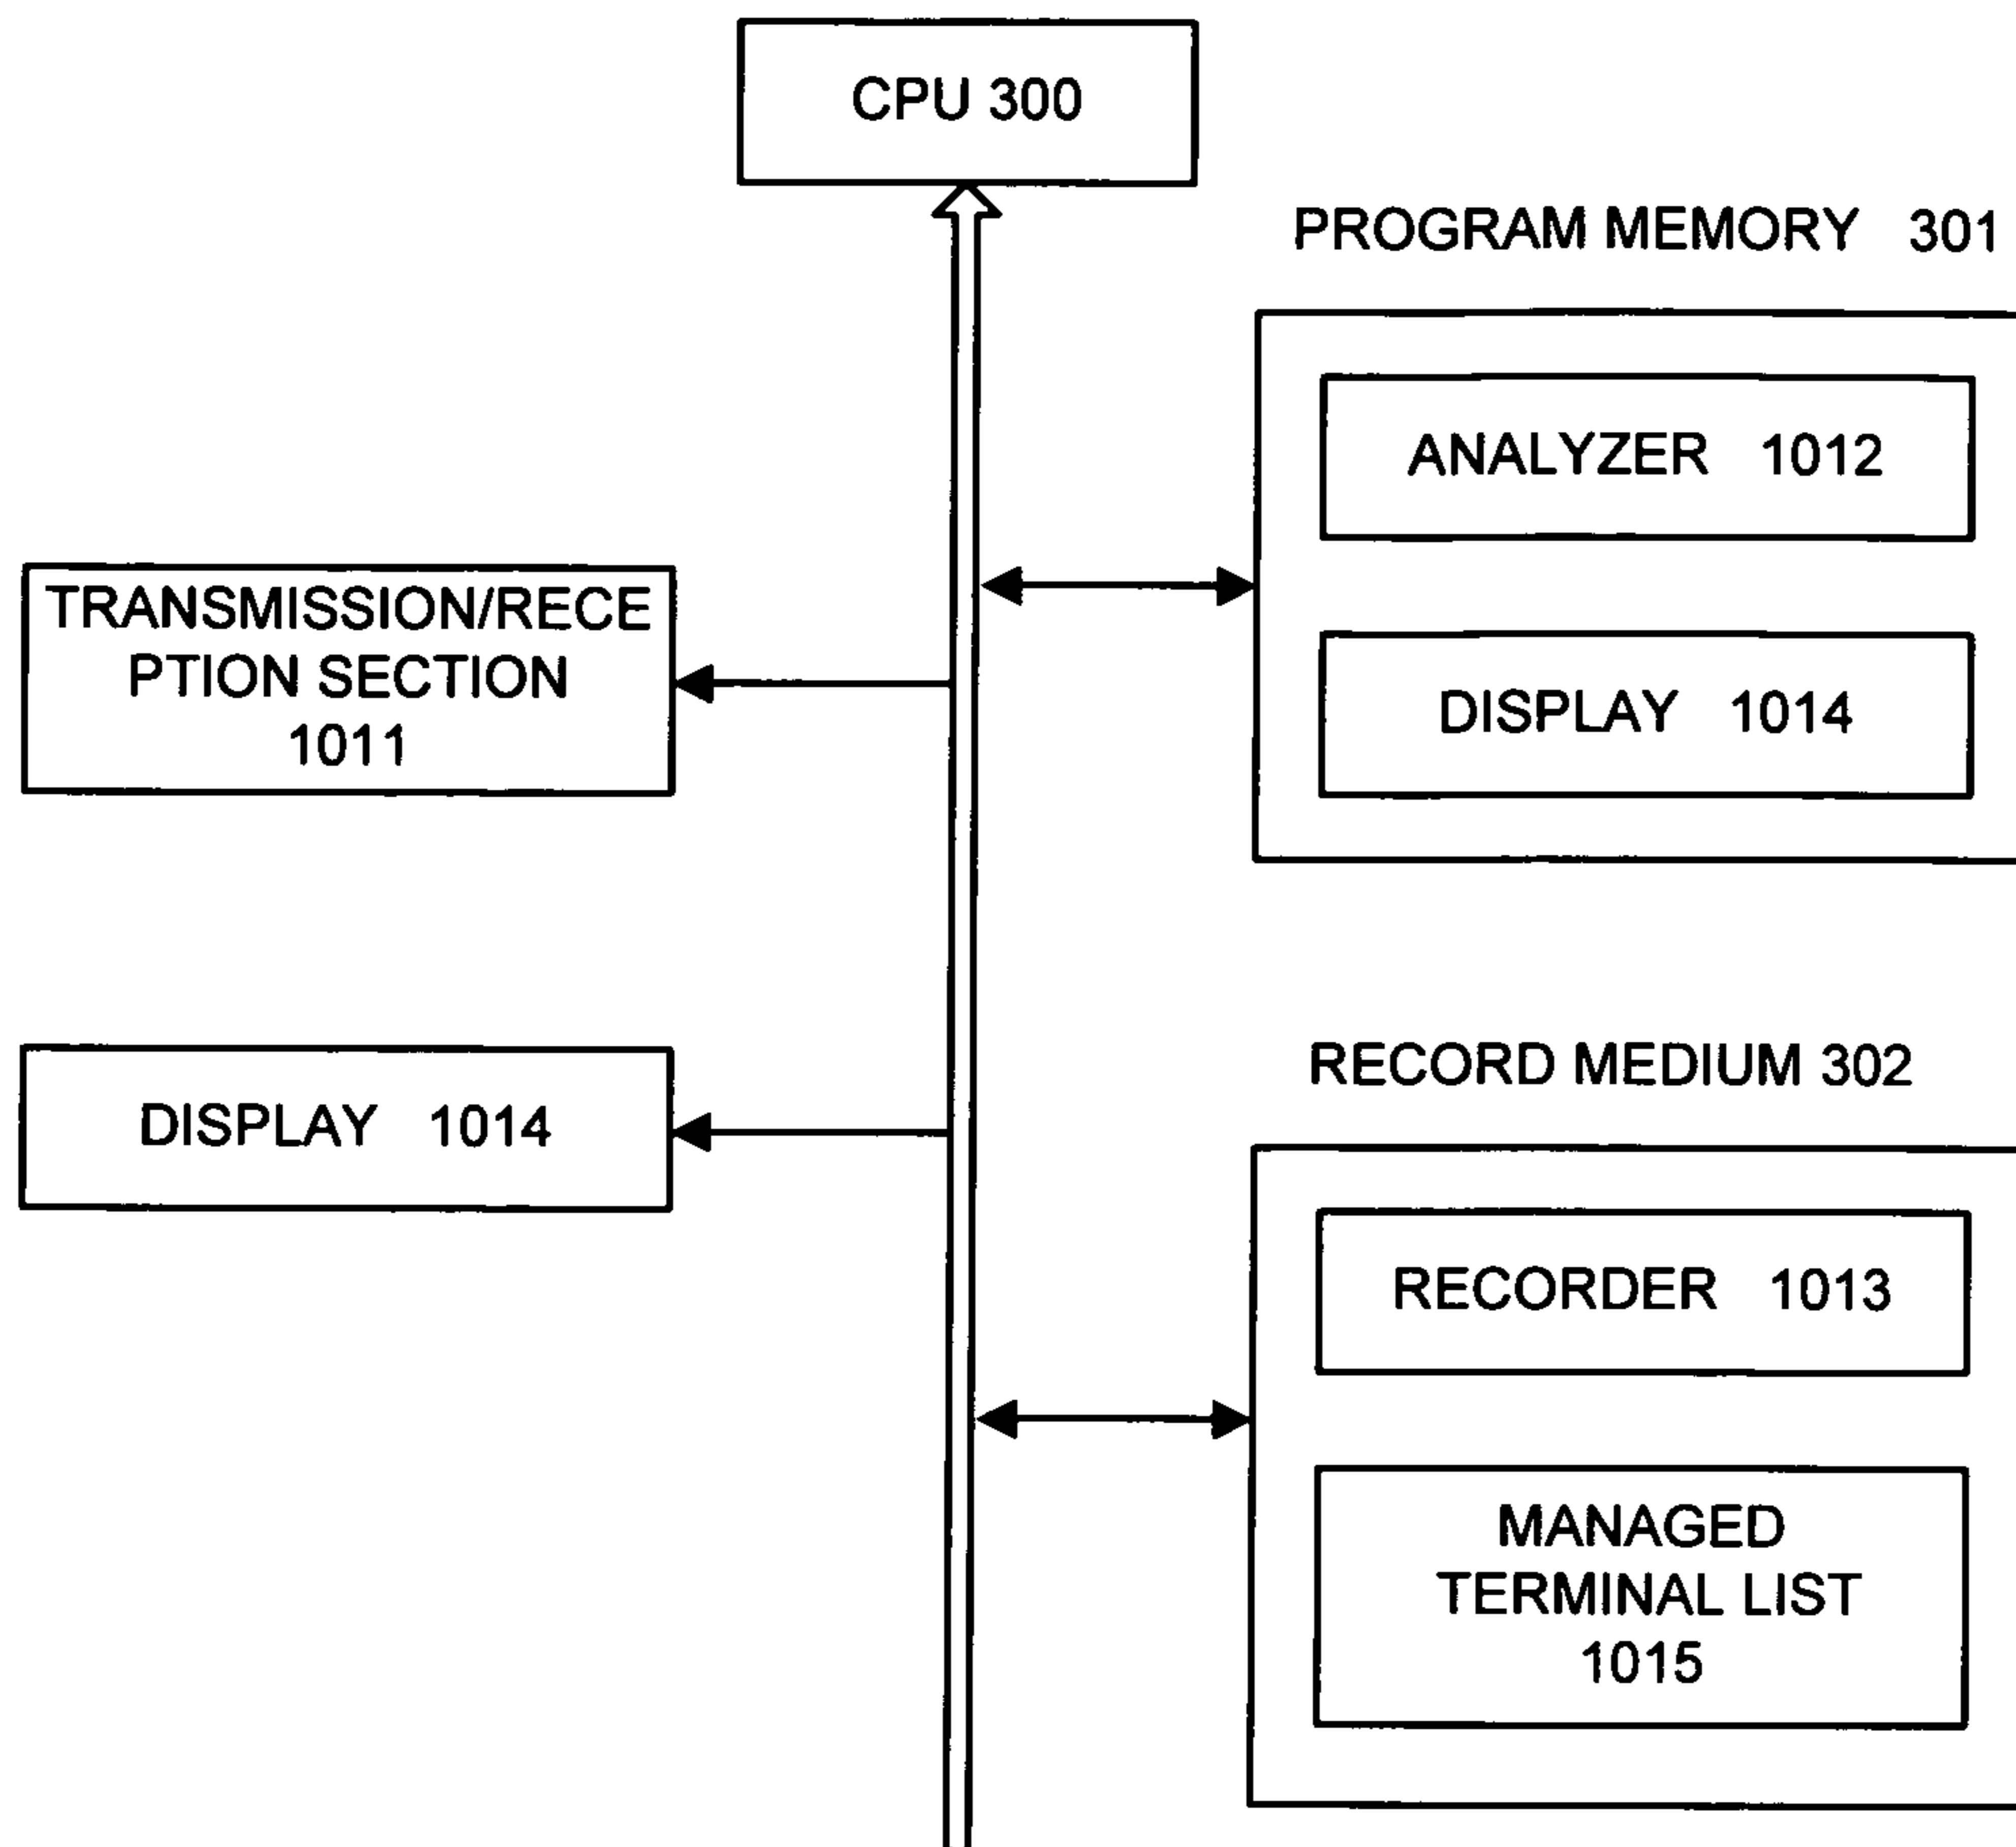 CPU 300
PROGRAM MEMORY 301
ANALYZER 1012
DISPLAY 1014
TRANSMISSION/RECE
PTION SECTION
1011
DISPLAY 1014
RECORD MEDIUM 302
RECORDER 1013
MANAGED
TERMINAL LIST
1015